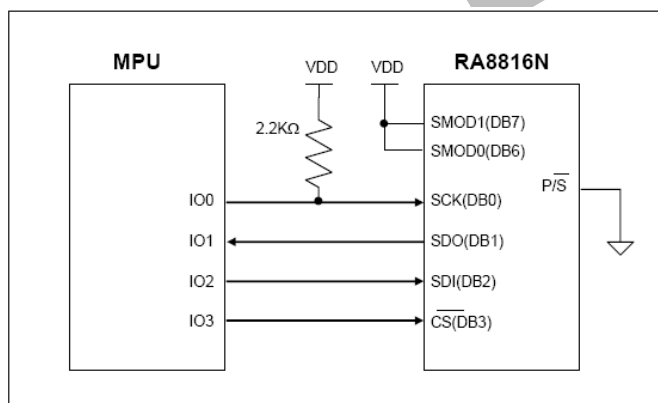 MPU
VDD
VDD
RA8816N
2.2KΩ
SMOD1(DB7)
SMOD0(DB6)
P/S
IO0
SCK(DB0)
IO1
SDO(DB1)
IO2
SDI(DB2)
IO3
CS(DB3)